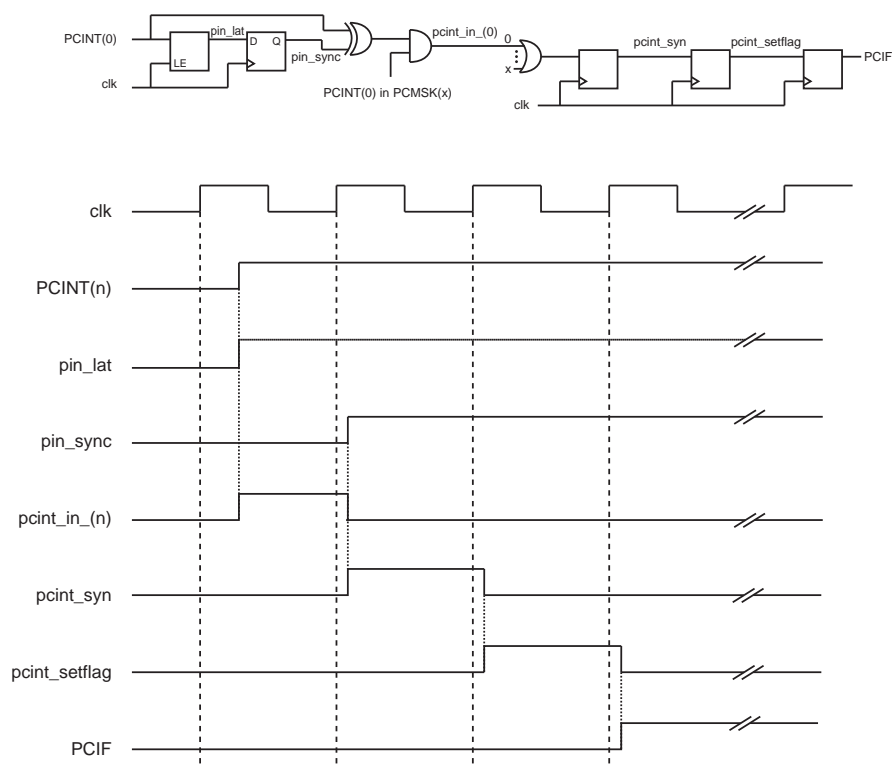 PCINT(0)
pin_lat
LE
D Q
pin_sync
clk
pcint_in_(0)
0
x
PCINT(0) in PCMSK(x)
clk
pcint_syn
pcint_setflag
PCIF
clk
PCINT(n)
pin_lat
pin_sync
pcint_in_(n)
pcint_syn
pcint_setflag
PCIF